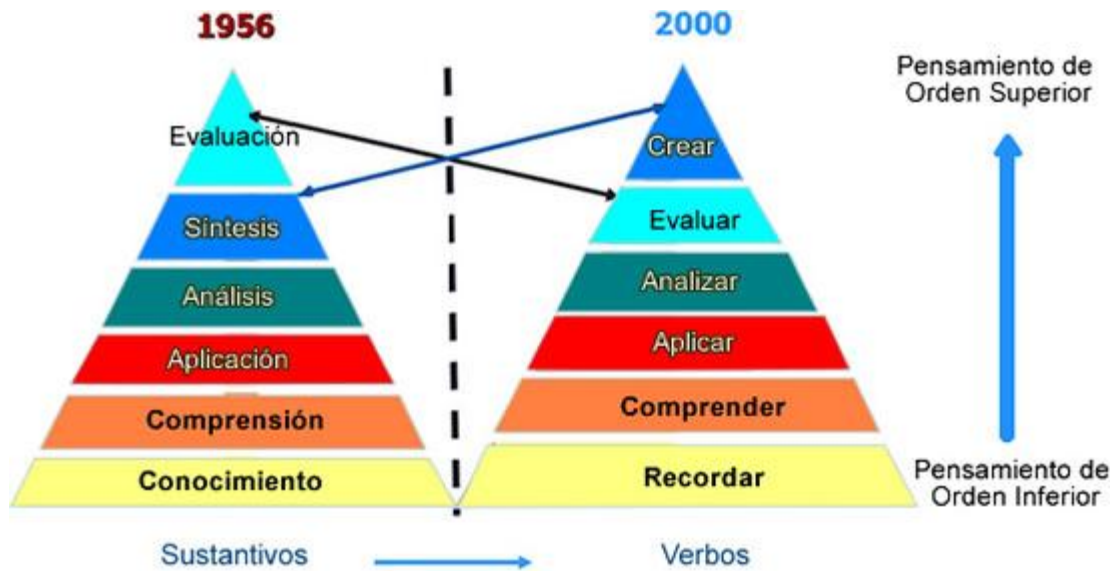 1956
Evaluación
Síntesis
Análisis
Aplicación
Comprensión
Conocimiento
Sustantivos
2000
Crear
Evaluar
Analizar
Aplicar
Comprender
Recordar
Verbos
Pensamiento de
Orden Superior
Pensamiento de
Orden Inferior